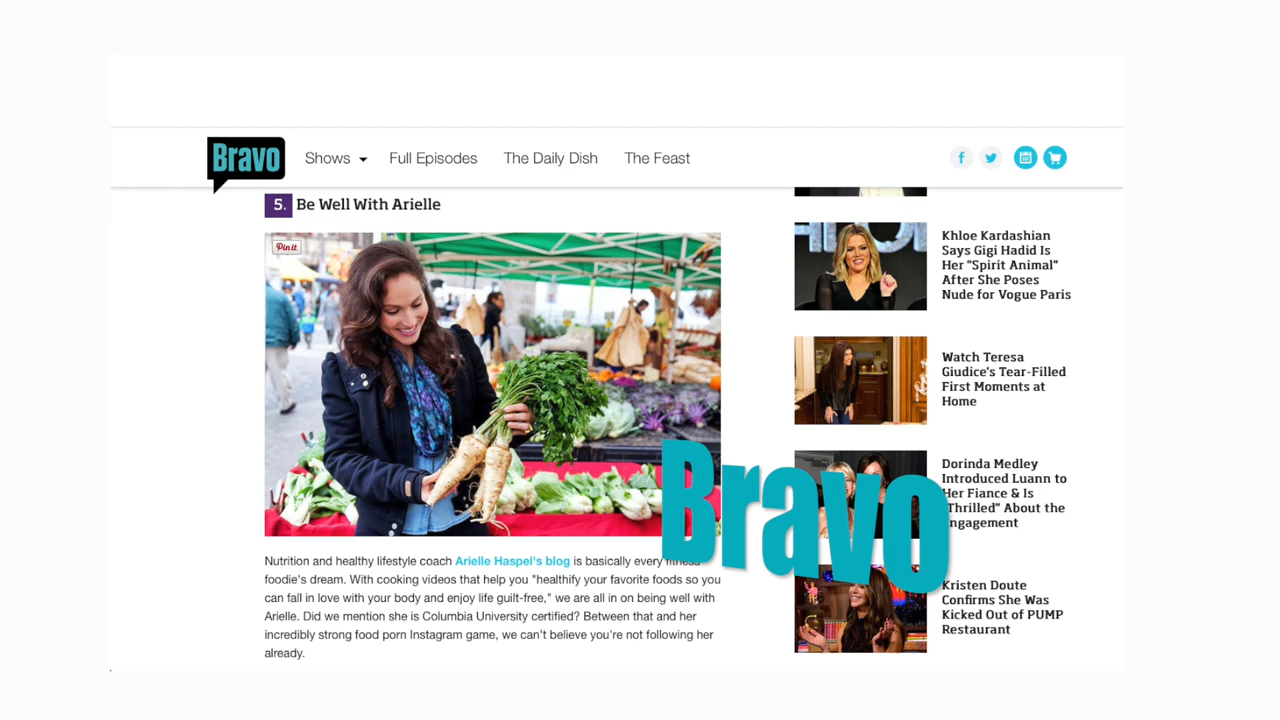 Bravo
Shows
Full Episodes
The Daily Dish
The Feast
5. Be Well With Arielle
Pin it
Nutrition and healthy lifestyle coach Arielle Haspel's blog is basically every fitness
foodie's dream. With cooking videos that help you "healthify your favorite foods so you
can fall in love with your body and enjoy life guilt-free," we are all in on being well with
Arielle. Did we mention she is Columbia University certified? Between that and her
incredibly strong food porn Instagram game, we can't believe you're not following her
already.
Khloe Kardashian
Says Gigi Hadid Is
Her "Spirit Animal"
After She Poses
Nude for Vogue Paris
Watch Teresa
Giudice's Tear-Filled
First Moments at
Home
Dorinda Medley
Introduced Luann to
Her Fiance & Is
"Thrilled" About the
Engagement
Kristen Doute
Confirms She Was
Kicked Out of PUMP
Restaurant
Bravo